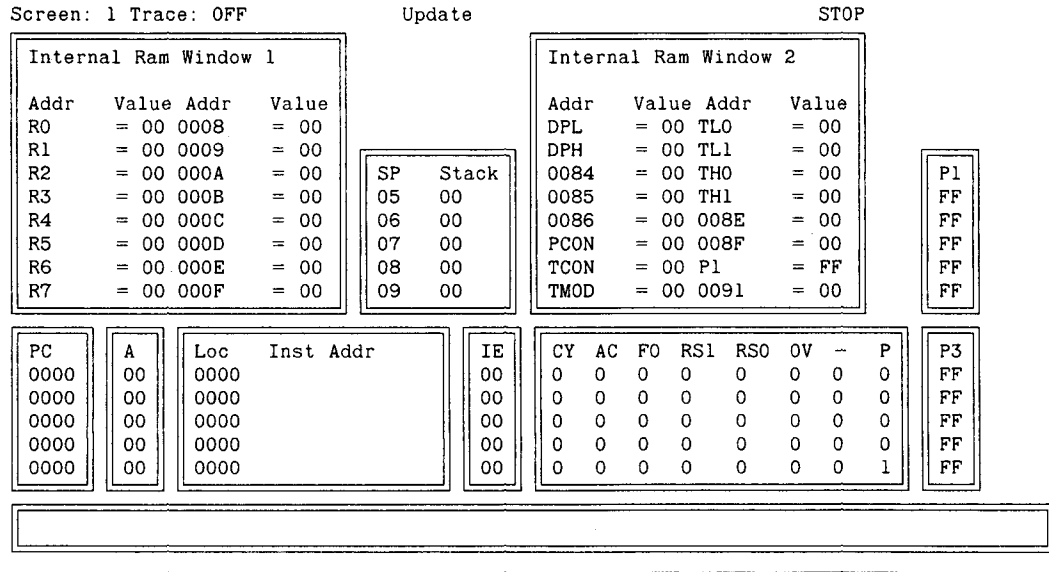 Screen: 1 Trace: OFF Update STOP
Internal Ram Window 1 Internal Ram Window 2
Addr Value Addr Value Addr Value Addr Value
R0 = 00 0008 = 00 DPL = 00 TL0 = 00
R1 = 00 0009 = 00 DPH = 00 TL1 = 00
R2 = 00 000A = 00 SP Stack 0084 = 00 TH0 = 00 P1
R3 = 00 000B = 00 05 00 0085 = 00 TH1 = 00 FF
R4 = 00 000C = 00 06 00 0086 = 00 008E = 00 FF
R5 = 00 000D = 00 07 00 PCON = 00 008F = 00 FF
R6 = 00 000E = 00 08 00 TCON = 00 P1 = FF FF
R7 = 00 000F = 00 09 00 TMOD = 00 0091 = 00 FF
PC A Loc Inst Addr IE CY AC F0 RS1 RS0 OV – P P3
0000 00 0000 00 0 0 0 0 0 0 0 0 FF
0000 00 0000 00 0 0 0 0 0 0 0 0 FF
0000 00 0000 00 0 0 0 0 0 0 0 0 FF
0000 00 0000 00 0 0 0 0 0 0 0 0 FF
0000 00 0000 00 0 0 0 0 0 0 0 1 FF